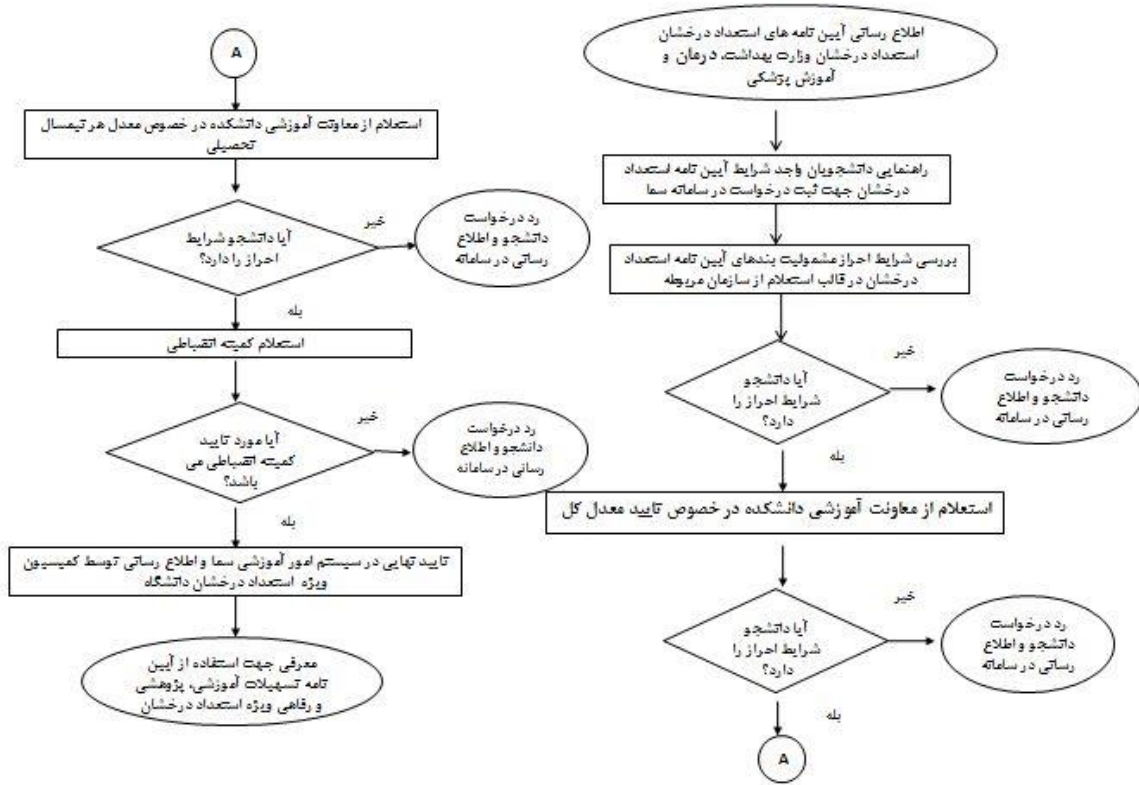 اطلاع رسانی آیین نامه های استعداد درخشان
استعداد درخشان وزارت بهداشت، درمان و
آموزش پزشکی
راهنمایی دانشجویان واجد شرایط آیین نامه استعداد
درخشان جهت ثبت درخواست در سامانه سما
بررسی شرایط احراز مشمولیت بندهای آیین نامه استعداد
درخشان در قالب استعلام از سازمان مربوطه
آیا دانشجو
شرایط احراز را
دارد؟
خیر
رد درخواست
دانشجو و اطلاع
رسانی در سامانه
بله
استعلام از معاونت آموزشی دانشکده در خصوص تایید معدل کل
آیا دانشجو
شرایط احراز را
دارد؟
خیر
رد درخواست
دانشجو و اطلاع
رسانی در سامانه
بله
A
A
استعلام از معاونت آموزشی دانشکده در خصوص معدل هر نیمسال
تحصیلی
آیا دانشجو شرایط
احراز را دارد؟
خیر
رد درخواست
دانشجو و اطلاع
رسانی در سامانه
بله
استعلام کمیته انضباطی
آیا مورد تایید
کمیته انضباطی می
باشد؟
خیر
رد درخواست
دانشجو و اطلاع
رسانی در سامانه
بله
تایید نهایی در سیستم امور آموزشی سما و اطلاع رسانی توسط کمیسیون
ویژه استعداد درخشان دانشگاه
معرفی جهت استفاده از آیین
نامه تسهیلات آموزشی، پژوهشی
و رفاهی ویژه استعداد درخشان